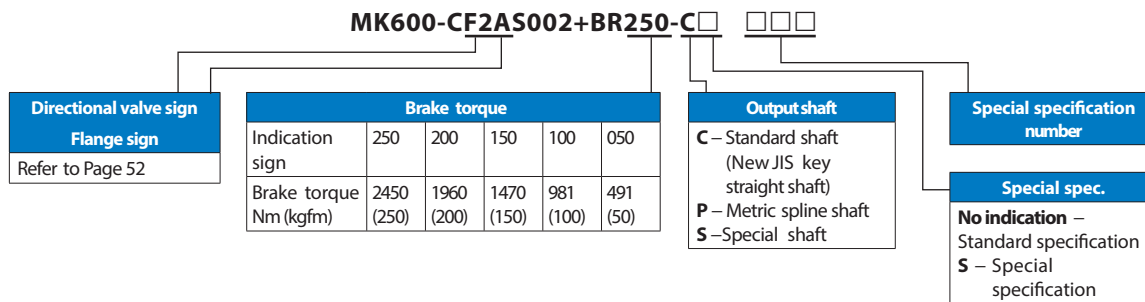 MK600-CF2AS002+BR250-C□ □□□
Directional valve sign
Flange sign
Refer to Page 52
Brake torque
Indication sign 250 200 150 100 050
Brake torque Nm (kgfm) 2450 (250) 1960 (200) 1470 (150) 981 (100) 491 (50)
Output shaft
C – Standard shaft
(New JIS key
straight shaft)
P – Metric spline shaft
S –Special shaft
Special specification
number
Special spec.
No indication –
Standard specification
S – Special
specification